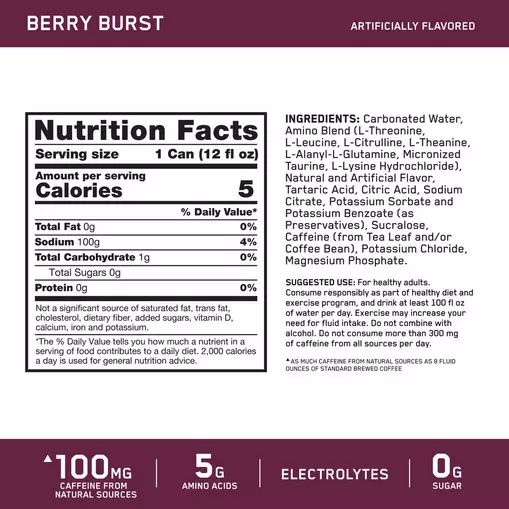 BERRY BURST
ARTIFICIALLY FLAVORED
Nutrition Facts
Serving size 1 Can (12 fl oz)
Amount per serving
Calories 5
% Daily Value*
Total Fat 0g 0%
Sodium 100g 4%
Total Carbohydrate 1g 0%
Total Sugars 0g
Protein 0g 0%
Not a significant source of saturated fat, trans fat,
cholesterol, dietary fiber, added sugars, vitamin D,
calcium, iron and potassium.
*The % Daily Value tells you how much a nutrient in a
serving of food contributes to a daily diet. 2,000 calories
a day is used for general nutrition advice.
INGREDIENTS: Carbonated Water,
Amino Blend (L-Threonine,
L-Leucine, L-Citrulline, L-Theanine,
L-Alanyl-L-Glutamine, Micronized
Taurine, L-Lysine Hydrochloride),
Natural and Artificial Flavor,
Tartaric Acid, Citric Acid, Sodium
Citrate, Potassium Sorbate and
Potassium Benzoate (as
Preservatives), Sucralose,
Caffeine (from Tea Leaf and/or
Coffee Bean), Potassium Chloride,
Magnesium Phosphate.
SUGGESTED USE: For healthy adults.
Consume responsibly as part of healthy diet and
exercise program, and drink at least 100 fl oz
of water per day. Exercise may increase your
need for fluid intake. Do not combine with
alcohol. Do not consume more than 300 mg
of caffeine from all sources per day.
▲AS MUCH CAFFEINE FROM NATURAL SOURCES AS 8 FLUID
OUNCES OF STANDARD BREWED COFFEE
▲100MG
CAFFEINE FROM
NATURAL SOURCES
5G
AMINO ACIDS
ELECTROLYTES
0G
SUGAR